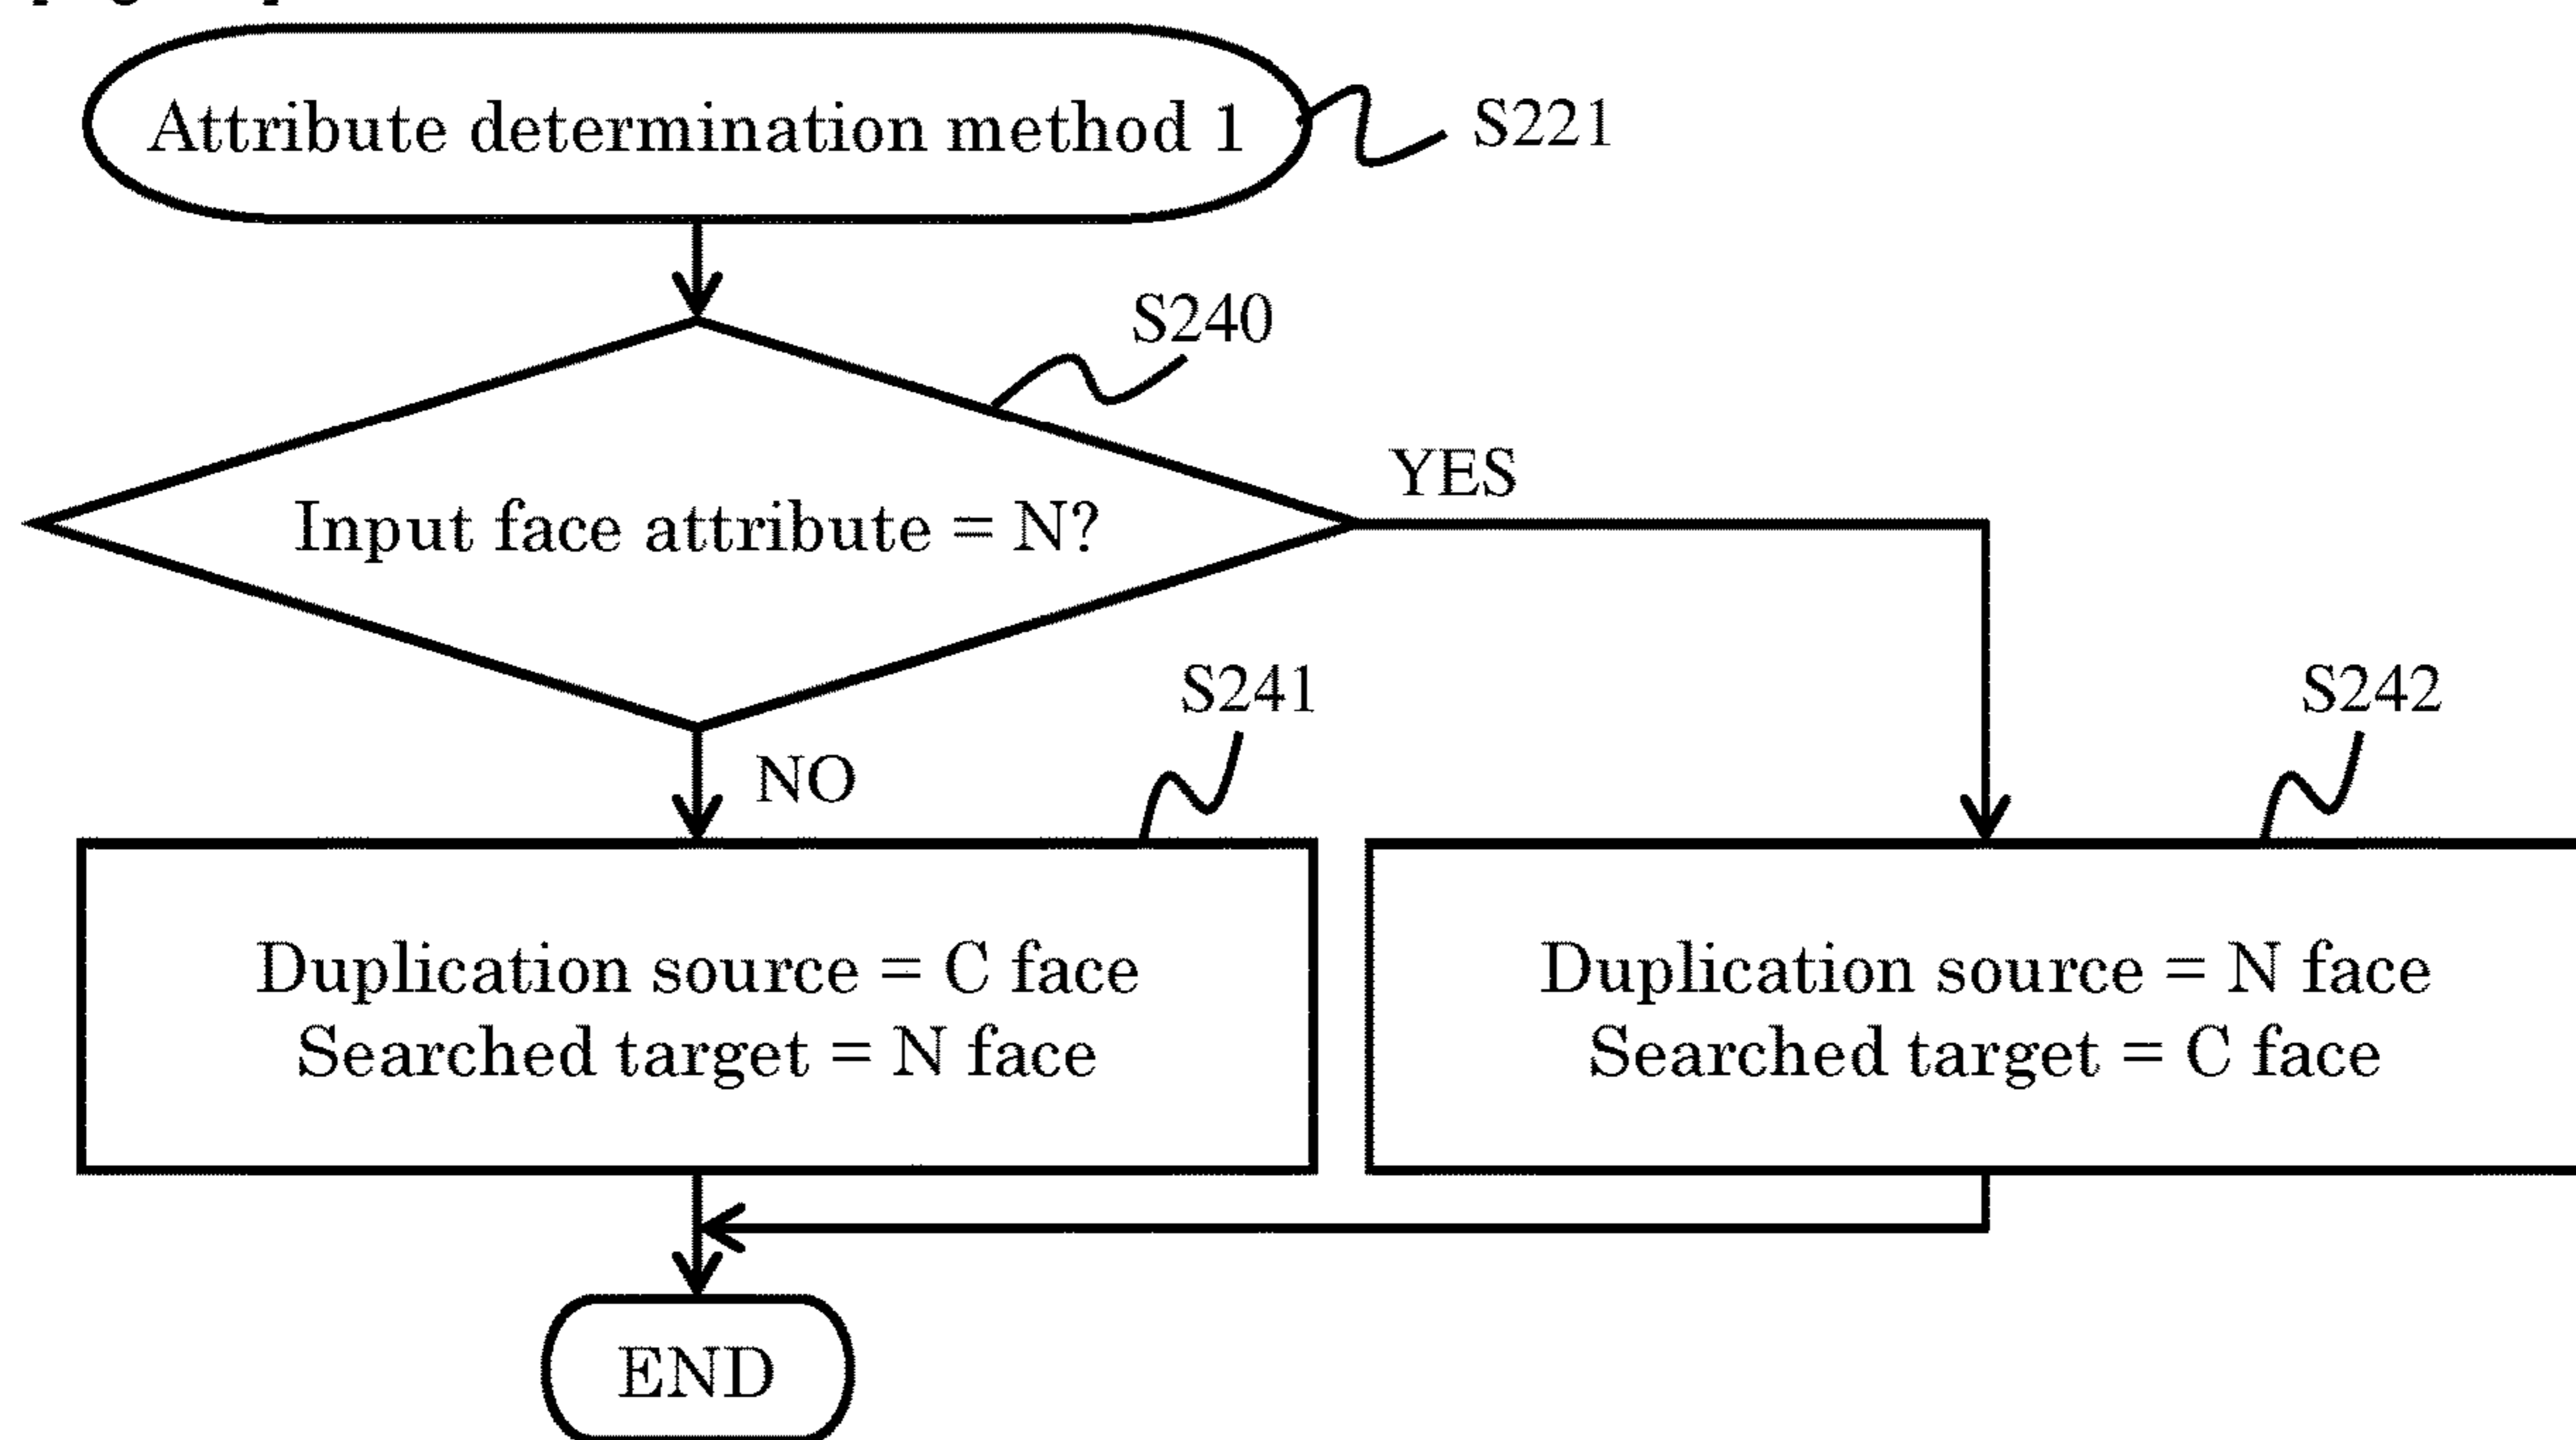 Attribute determination method 1
S221
S240
Input face attribute = N?
YES
NO
S241
S242
Duplication source = C face
Searched target = N face
Duplication source = N face
Searched target = C face
END